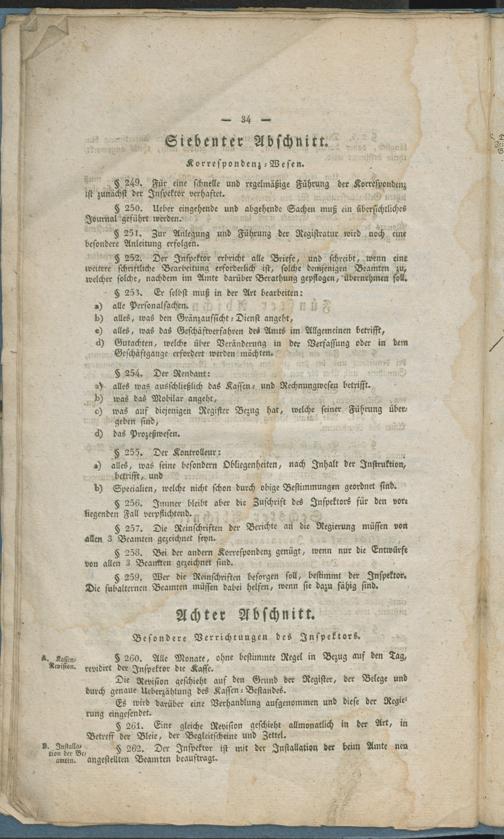 — 34 —
Siebenter Abschnitt.
Korrespondenz-Wesen.
§ 249. Für eine schnelle und regelmäßige Führung der Korrespondenz
ist zunächst der Inspektor verhaftet.
§ 250. Ueber eingehende und abgehende Sachen muß ein übersichtliches
Journal geführt werden.
§ 251. Zur Anlegung und Führung der Registratur wird noch eine
besondere Anleitung erfolgen.
§ 252. Der Inspektor erbricht alle Briefe, und schreibt, wenn eine
weitere schriftliche Bearbeitung erforderlich ist, solche demjenigen Beamten zu,
welcher solche, nachdem im Amte darüber Berathung gepflogen, übernehmen soll.
§ 253. Er selbst muß in der Art bearbeiten:
a) alle Personalsachen.
b) alles, was den Gränzaufsicht-Dienst angeht,
c) alles, was das Geschäftverfahren des Amts im Allgemeinen betrifft,
d) Gutachten, welche über Veränderung in der Verfassung oder in dem
Geschäftgange erfordert werden möchten.
§ 254. Der Rendant:
a) alles was ausschließlich das Kassen- und Rechnungwesen betrifft.
b) was das Mobilar angeht,
c) was auf diejenigen Register Bezug hat, welche seiner Führung über-
geben sind,
d) das Prozeßwesen.
§ 255. Der Kontrolleur:
a) alles, was seine besondern Obliegenheiten, nach Inhalt der Instruktion,
betrifft, und
b) Specialien, welche nicht schon durch obige Bestimmungen geordnet sind.
§ 256. Immer bleibt aber die Zuschrift des Inspektors für den vor-
liegenden Fall verpflichtend.
§ 257. Die Reinschriften der Berichte an die Regierung müssen von
allen 3 Beamten gezeichnet seyn.
§ 258. Bei der andern Korrespondenz genügt, wenn nur die Entwürfe
von allen 3 Beamten gezeichnet sind.
§ 259. Wer die Reinschriften besorgen soll, bestimmt der Inspektor.
Die subalternen Beamten müssen dabei helfen, wenn sie dazu fähig sind.
Achter Abschnitt.
Besondere Verrichtungen des Inspektors.
A. Kassen-
Revision.
§ 260. Alle Monate, ohne bestimmte Regel in Bezug auf den Tag,
revidirt der Inspektor die Kasse.
Die Revision geschieht auf den Grund der Register, der Belege und
durch genaue Ueberzählung des Kassen-Bestandes.
Es wird darüber eine Verhandlung aufgenommen und diese der Regie-
rung eingesendet.
§ 261. Eine gleiche Revision geschieht allmonatlich in der Art, in
Betreff der Bleie, der Begleitscheine und Zettel.
B. Installa-
tion der Be-
amten.
§ 262. Der Inspektor ist mit der Installation der beim Amte neu
angestellten Beamten beauftragt.